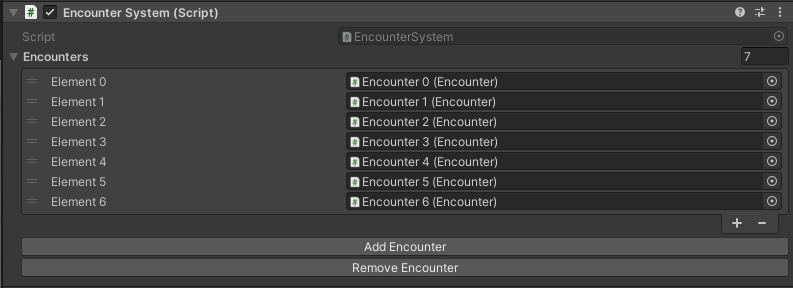 Encounter System (Script)
Script EncounterSystem
Encounters 7
Element 0 Encounter 0 (Encounter)
Element 1 Encounter 1 (Encounter)
Element 2 Encounter 2 (Encounter)
Element 3 Encounter 3 (Encounter)
Element 4 Encounter 4 (Encounter)
Element 5 Encounter 5 (Encounter)
Element 6 Encounter 6 (Encounter)
Add Encounter
Remove Encounter